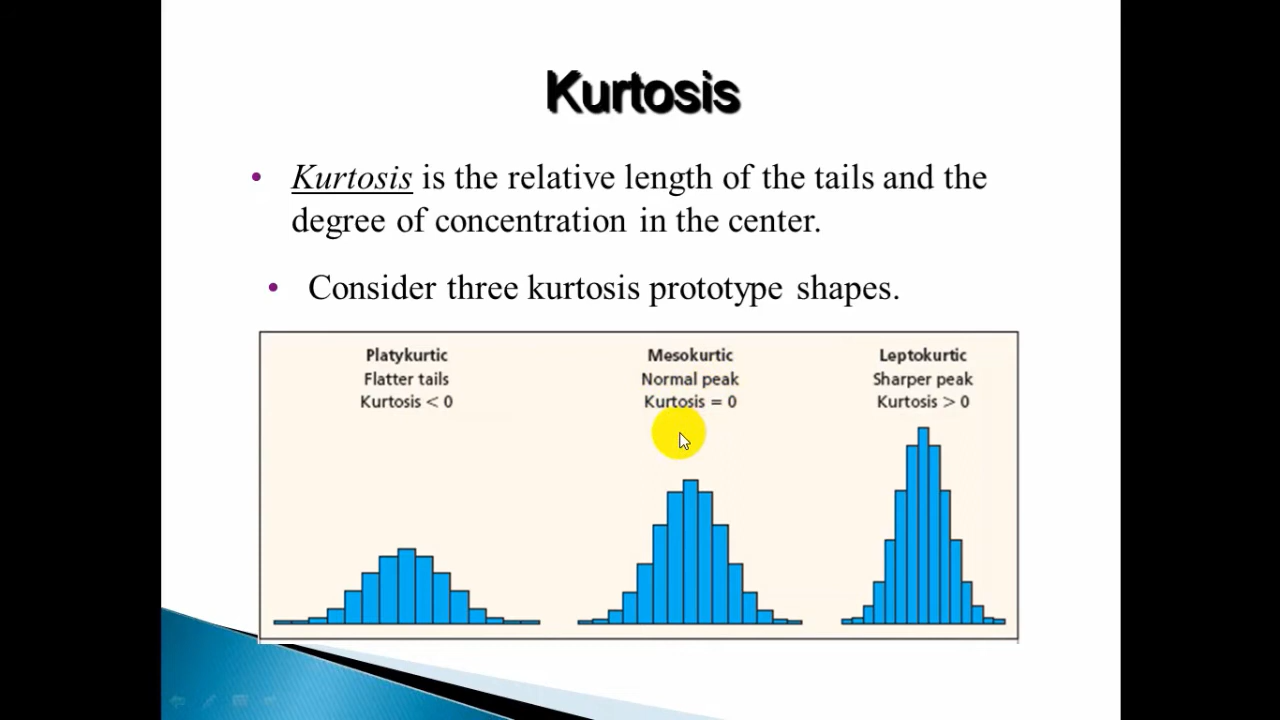 Kurtosis
• Kurtosis is the relative length of the tails and the
degree of concentration in the center.
• Consider three kurtosis prototype shapes.
Platykurtic
Flatter tails
Kurtosis < 0
Mesokurtic
Normal peak
Kurtosis = 0
Leptokurtic
Sharper peak
Kurtosis > 0